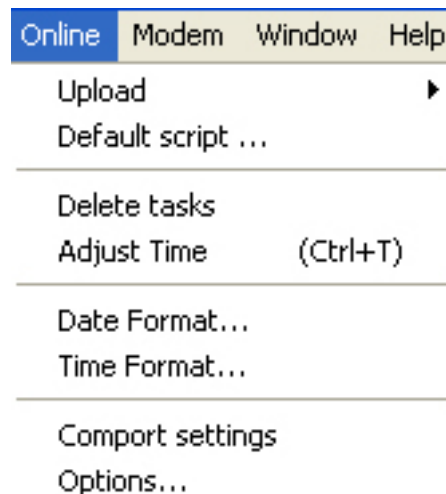 Online Modem Window Help
Upload
Default script ...
Delete tasks
Adjust Time (Ctrl+T)
Date Format...
Time Format...
Comport settings
Options...